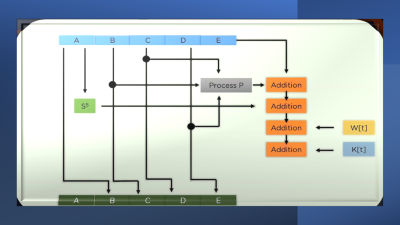 A B C D E
Process P
Addition
S⁵
Addition
Addition
W[t]
Addition
K[t]
A B C D E